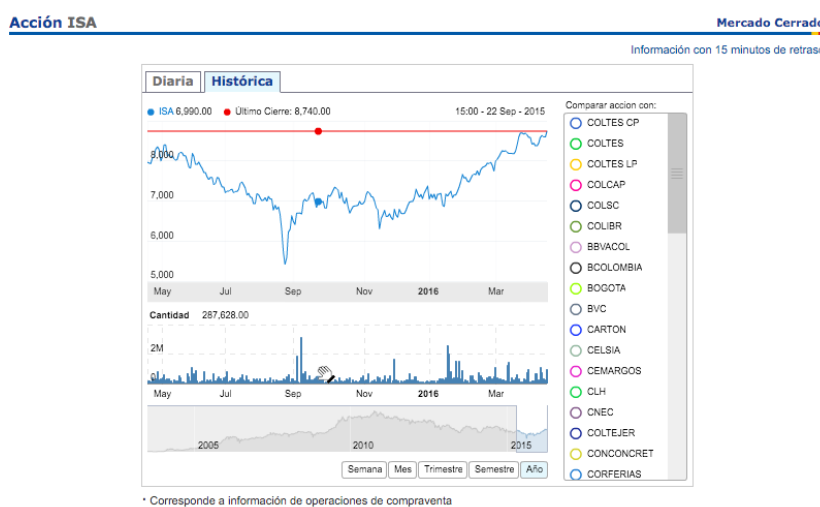 Acción ISA
Mercado Cerrado
Información con 15 minutos de retraso
Diaria Histórica
ISA 6,990.00 Último Cierre: 8,740.00 15:00 - 22 Sep - 2015
8,000
7,000
6,000
5,000
May Jul Sep Nov 2016 Mar
Cantidad 287,628.00
2M
0
May Jul Sep Nov 2016 Mar
2005 2010 2015
Semana Mes Trimestre Semestre Año
Comparar accion con:
COLTES CP
COLTES
COLTES LP
COLCAP
COLSC
COLIBR
BBVACOL
BCOLOMBIA
BOGOTA
BVC
CARTON
CELSIA
CEMARGOS
CLH
CNEC
COLTEJER
CONCONCRET
CORFERIAS
* Corresponde a información de operaciones de compraventa